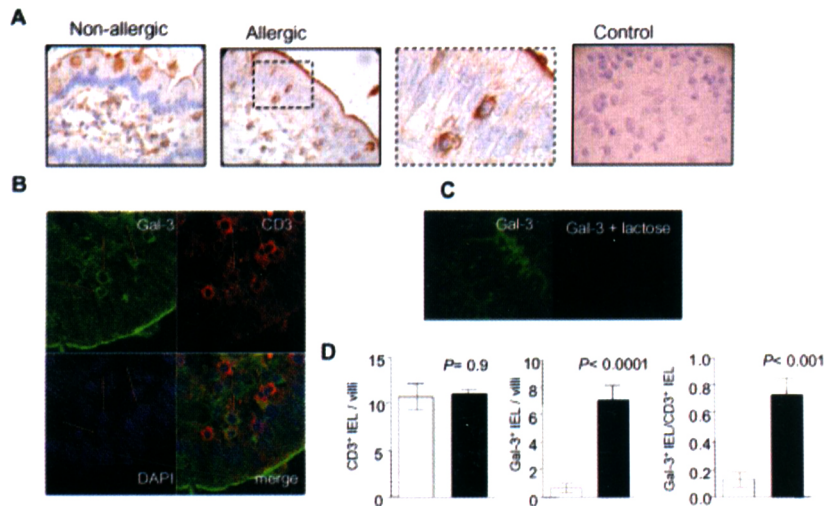 A
Non-allergic
Allergic
Control
B
Gal-3
CD3
DAPI
merge
C
Gal-3
Gal-3 + lactose
D
15
10
5
0
CD3⁺ IEL / villi
P= 0.9
10
8
6
4
2
0
Gal-3⁺ IEL / villi
P< 0.0001
1.0
0.8
0.6
0.4
0.2
0.0
Gal-3⁺ IEL/CD3⁺ IEL
P< 0.001